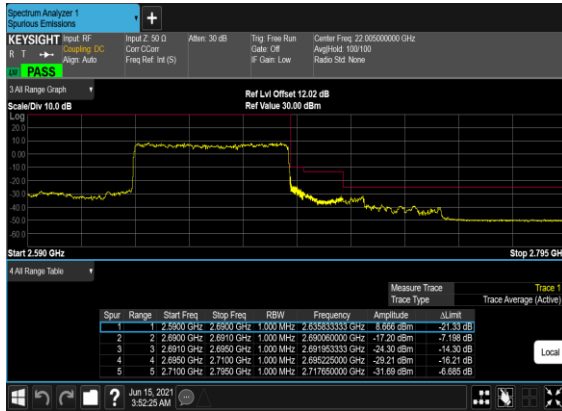 Spectrum Analyzer 1
Spurious Emissions
KEYSIGHT
R T
LU PASS
Input: RF
Coupling: DC
Align: Auto
Input Z: 50 Ω
Corr CCorr
Freq Ref: Int (S)
Atten: 30 dB
Trig: Free Run
Gate: Off
IF Gain: Low
Center Freq: 22.005000000 GHz
Avg|Hold: 100/100
Radio Std: None
3 All Range Graph
Scale/Div 10.0 dB
Ref Lvl Offset 12.02 dB
Ref Value 30.00 dBm
Log
20.0
10.0
0.00
-10.0
-20.0
-30.0
-40.0
-50.0
-60.0
Start 2.590 GHz
Stop 2.795 GH
4 All Range Table
Measure Trace Trace 1
Trace Type Trace Average (Active)
Spur Range Start Freq Stop Freq RBW Frequency Amplitude ΔLimit
1 1 2.5900 GHz 2.6900 GHz 1.000 MHz 2.635833333 GHz 8.666 dBm -21.33 dB
2 2 2.6900 GHz 2.6910 GHz 1.000 MHz 2.690060000 GHz -17.20 dBm -7.198 dB
3 3 2.6910 GHz 2.6950 GHz 1.000 MHz 2.691953333 GHz -24.30 dBm -14.30 dB
4 4 2.6950 GHz 2.7100 GHz 1.000 MHz 2.695225000 GHz -29.21 dBm -16.21 dB
5 5 2.7100 GHz 2.7950 GHz 1.000 MHz 2.717650000 GHz -31.69 dBm -6.685 dB
Local
?
Jun 15, 2021
3:52:25 AM